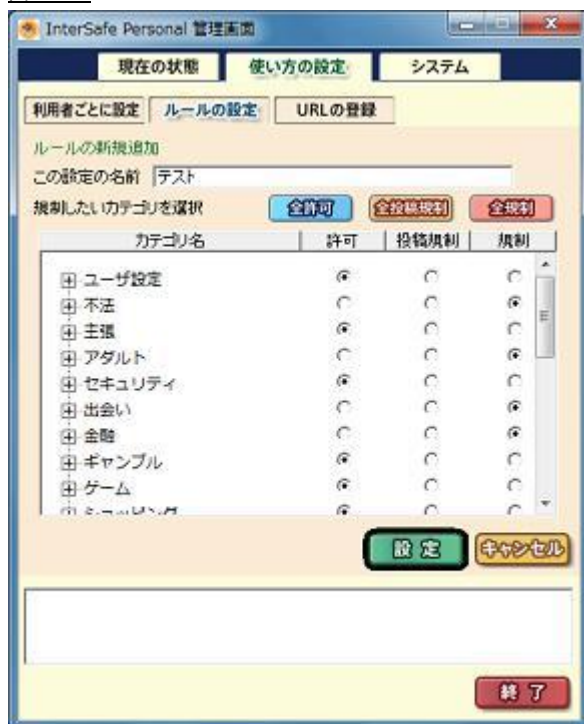 InterSafe Personal 管理画面
現在の状態 使い方の設定 システム
利用者ごとに設定 ルールの設定 URLの登録
ルールの新規追加
この設定の名前 テスト
規制したいカテゴリを選択 全許可 全投稿規制 全規制
カテゴリ名 許可 投稿規制 規制
ユーザ設定
不法
主張
アダルト
セキュリティ
出会い
金融
ギャンブル
ゲーム
ショッピング
設定 キャンセル
終了